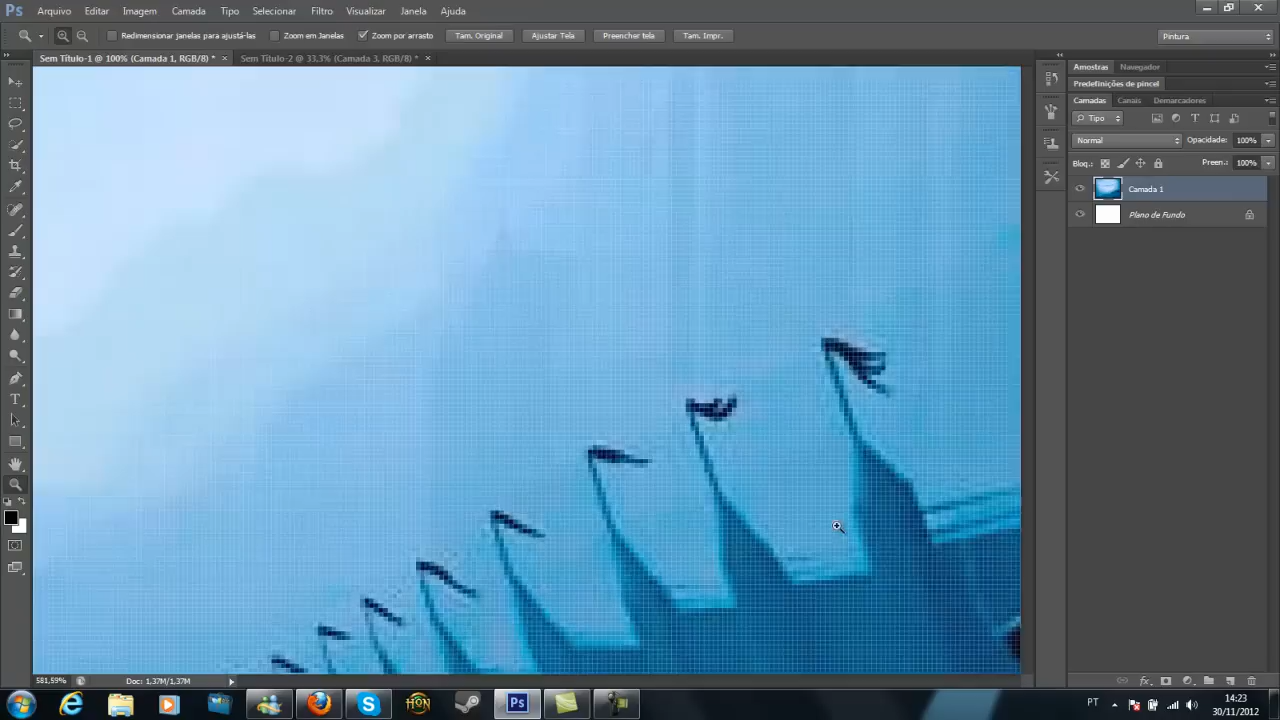 Ps Arquivo Editar Imagem Camada Tipo Selecionar Filtro Visualizar Janela Ajuda
Redimensionar janelas para ajustá-las Zoom em Janelas Zoom por arrasto Tam. Original Ajustar Tela Preencher tela Tam. Impr. Pintura
Sem Título-1 @ 100% (Camada 1, RGB/8) * × Sem Título-2 @ 33,3% (Camada 3, RGB/8) * ×
Amostras Navegador
Predefinições de pincel
Camadas Canais Demarcadores
Tipo
Normal Opacidade: 100%
Bloq.: Preen.: 100%
Camada 1
Plano de Fundo
581,59% Doc: 1,37M/1,37M
HON Ps PT 14:23
30/11/2012